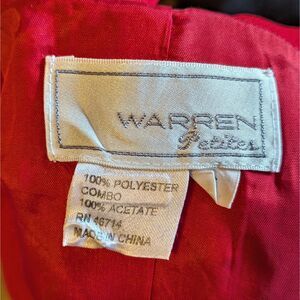 WARREN
Petites
100% POLYESTER
COMBO
100% ACETATE
RN 46714
MADE IN CHINA